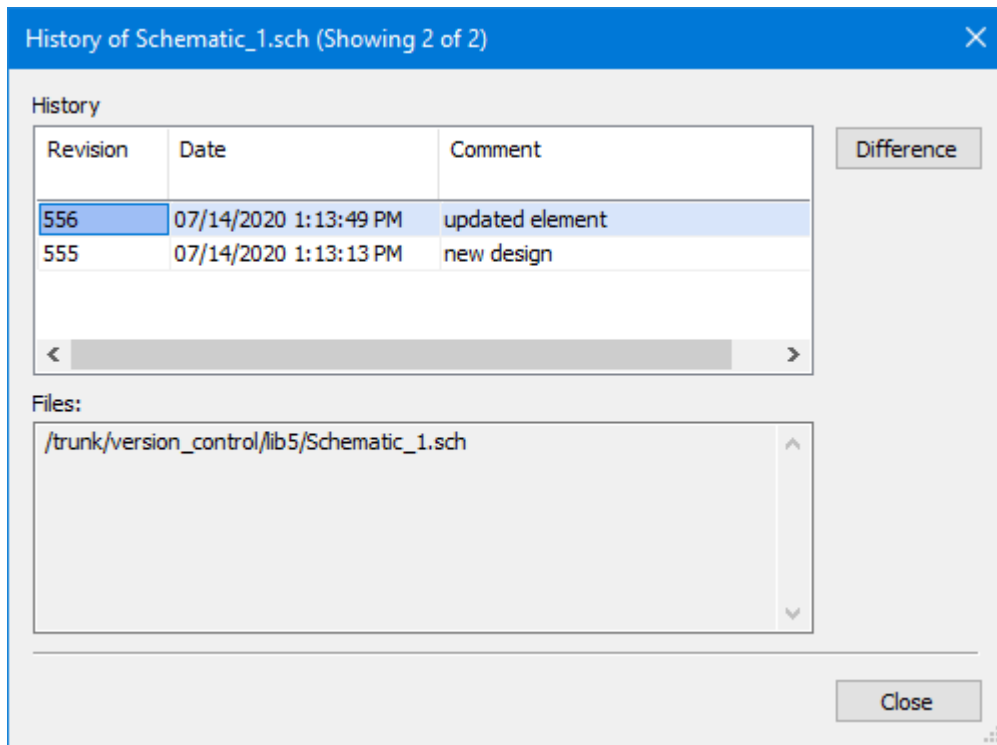 History of Schematic_1.sch (Showing 2 of 2)
History
Revision Date Comment
Difference
556 07/14/2020 1:13:49 PM updated element
555 07/14/2020 1:13:13 PM new design
Files:
/trunk/version_control/lib5/Schematic_1.sch
Close